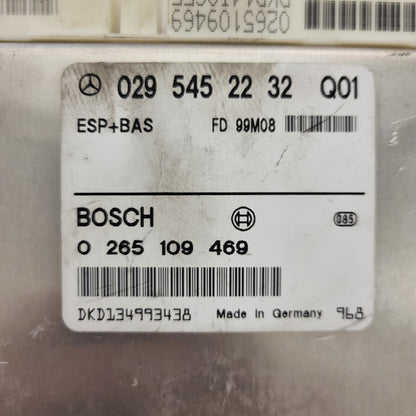 0265109469
029 545 22 32 Q01
ESP+BAS FD 99M08
BOSCH 085
0 265 109 469
DKD134993438 Made in Germany 968